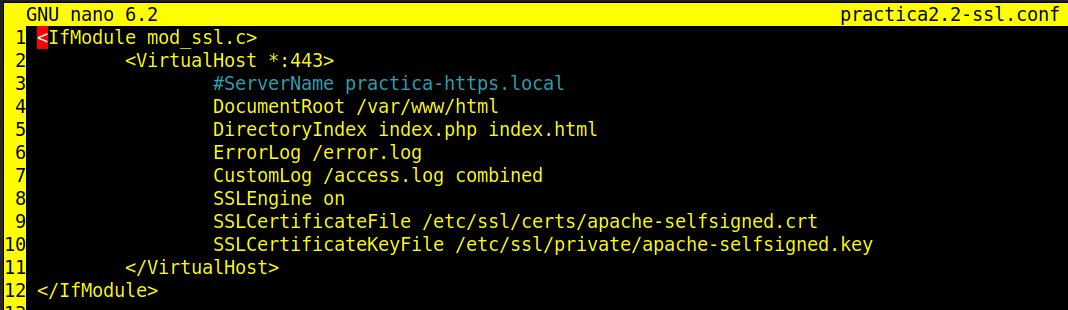 GNU nano 6.2 practica2.2-ssl.conf
1 <IfModule mod_ssl.c>
2 <VirtualHost *:443>
3 #ServerName practica-https.local
4 DocumentRoot /var/www/html
5 DirectoryIndex index.php index.html
6 ErrorLog /error.log
7 CustomLog /access.log combined
8 SSLEngine on
9 SSLCertificateFile /etc/ssl/certs/apache-selfsigned.crt
10 SSLCertificateKeyFile /etc/ssl/private/apache-selfsigned.key
11 </VirtualHost>
12 </IfModule>